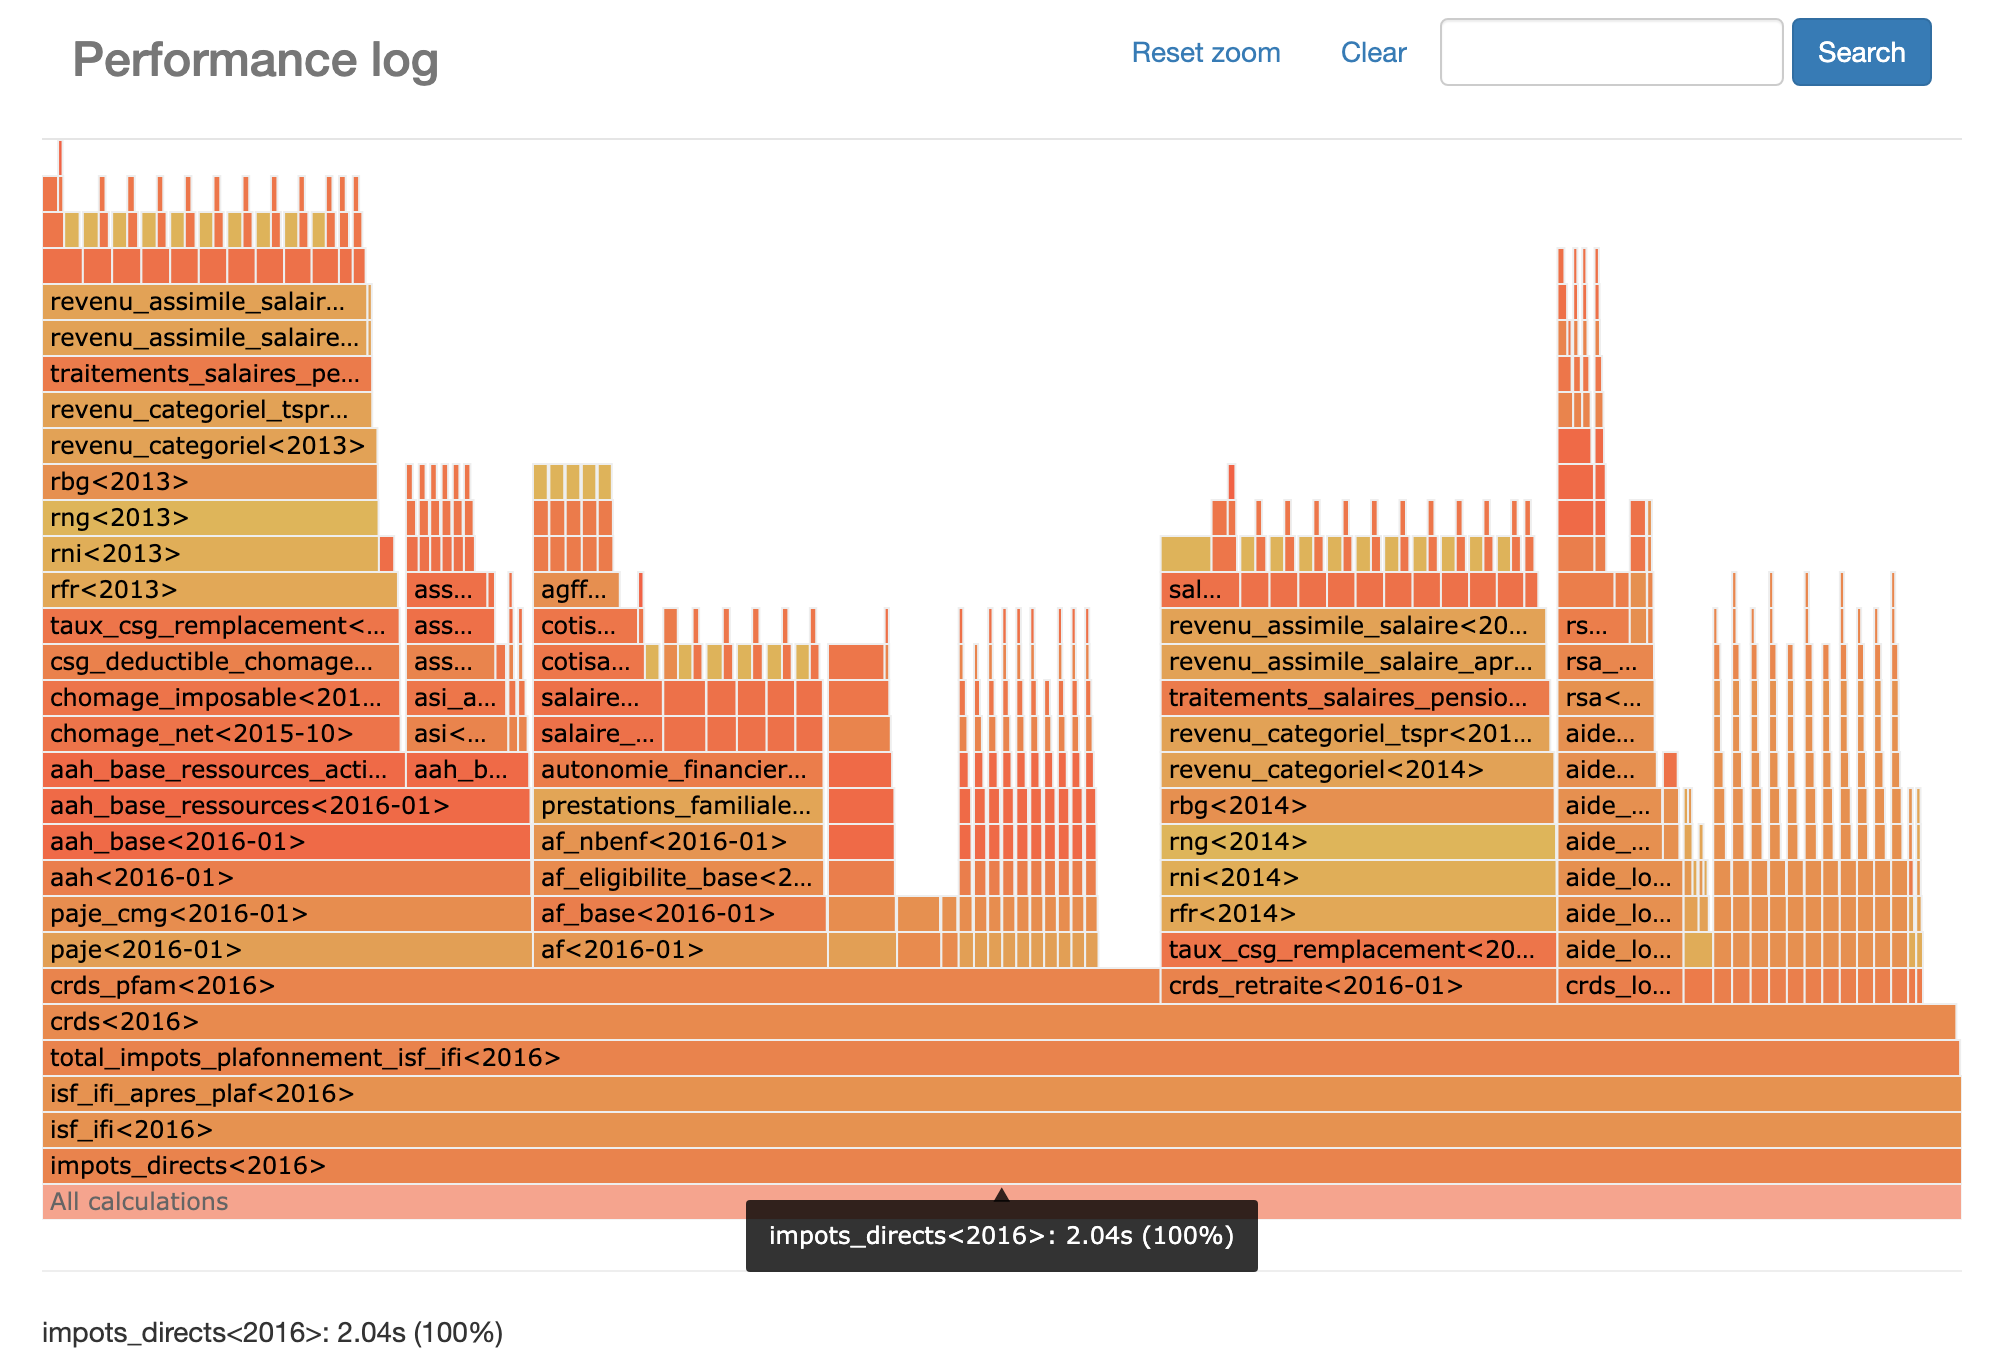 Performance log
Reset zoom Clear Search
revenu_assimile_salair...
revenu_assimile_salaire...
traitements_salaires_pe...
revenu_categoriel_tspr...
revenu_categoriel<2013>
rbg<2013>
rng<2013>
rni<2013>
rfr<2013> ass... agff... sal...
taux_csg_remplacement<... ass... cotis... revenu_assimile_salaire<20... rs...
csg_deductible_chomage... ass... cotisa... revenu_assimile_salaire_apr... rsa_...
chomage_imposable<201... asi_a... salaire... traitements_salaires_pensio... rsa<...
chomage_net<2015-10> asi<... salaire_... revenu_categoriel_tspr<201... aide...
aah_base_ressources_acti... aah_b... autonomie_financier... revenu_categoriel<2014> aide...
aah_base_ressources<2016-01> prestations_familiale... rbg<2014> aide_...
aah_base<2016-01> af_nbenf<2016-01> rng<2014> aide_...
aah<2016-01> af_eligibilite_base<2... rni<2014> aide_lo...
paje_cmg<2016-01> af_base<2016-01> rfr<2014> aide_lo...
paje<2016-01> af<2016-01> taux_csg_remplacement<20... aide_lo...
crds_pfam<2016> crds_retraite<2016-01> crds_lo...
crds<2016>
total_impots_plafonnement_isf_ifi<2016>
isf_ifi_apres_plaf<2016>
isf_ifi<2016>
impots_directs<2016>
All calculations
impots_directs<2016>: 2.04s (100%)
impots_directs<2016>: 2.04s (100%)